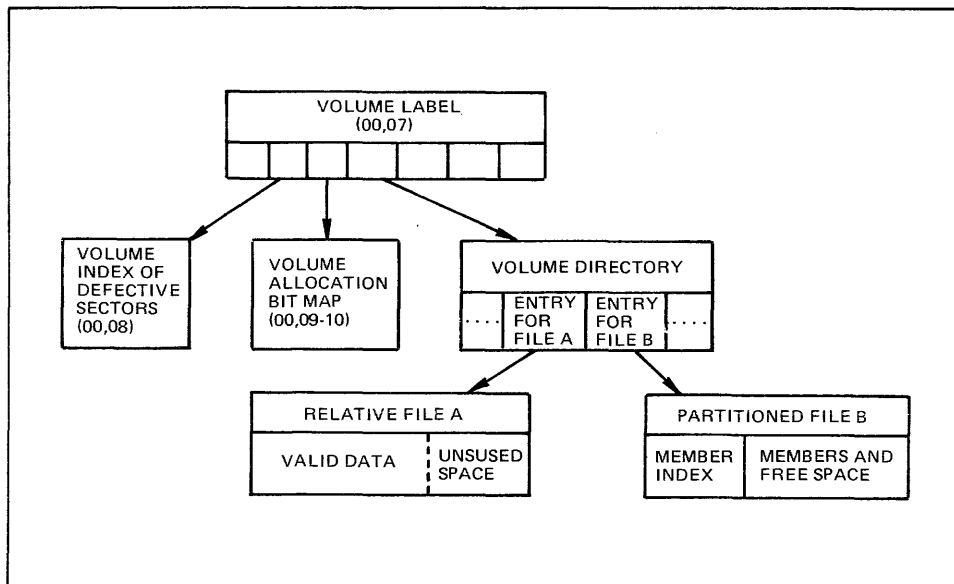 VOLUME LABEL
(00,07)
VOLUME
INDEX OF
DEFECTIVE
SECTORS
(00,08)
VOLUME
ALLOCATION
BIT MAP
(00,09-10)
VOLUME DIRECTORY
....
ENTRY
FOR
FILE A
ENTRY
FOR
FILE B
....
RELATIVE FILE A
VALID DATA
UNSUSED
SPACE
PARTITIONED FILE B
MEMBER
INDEX
MEMBERS AND
FREE SPACE